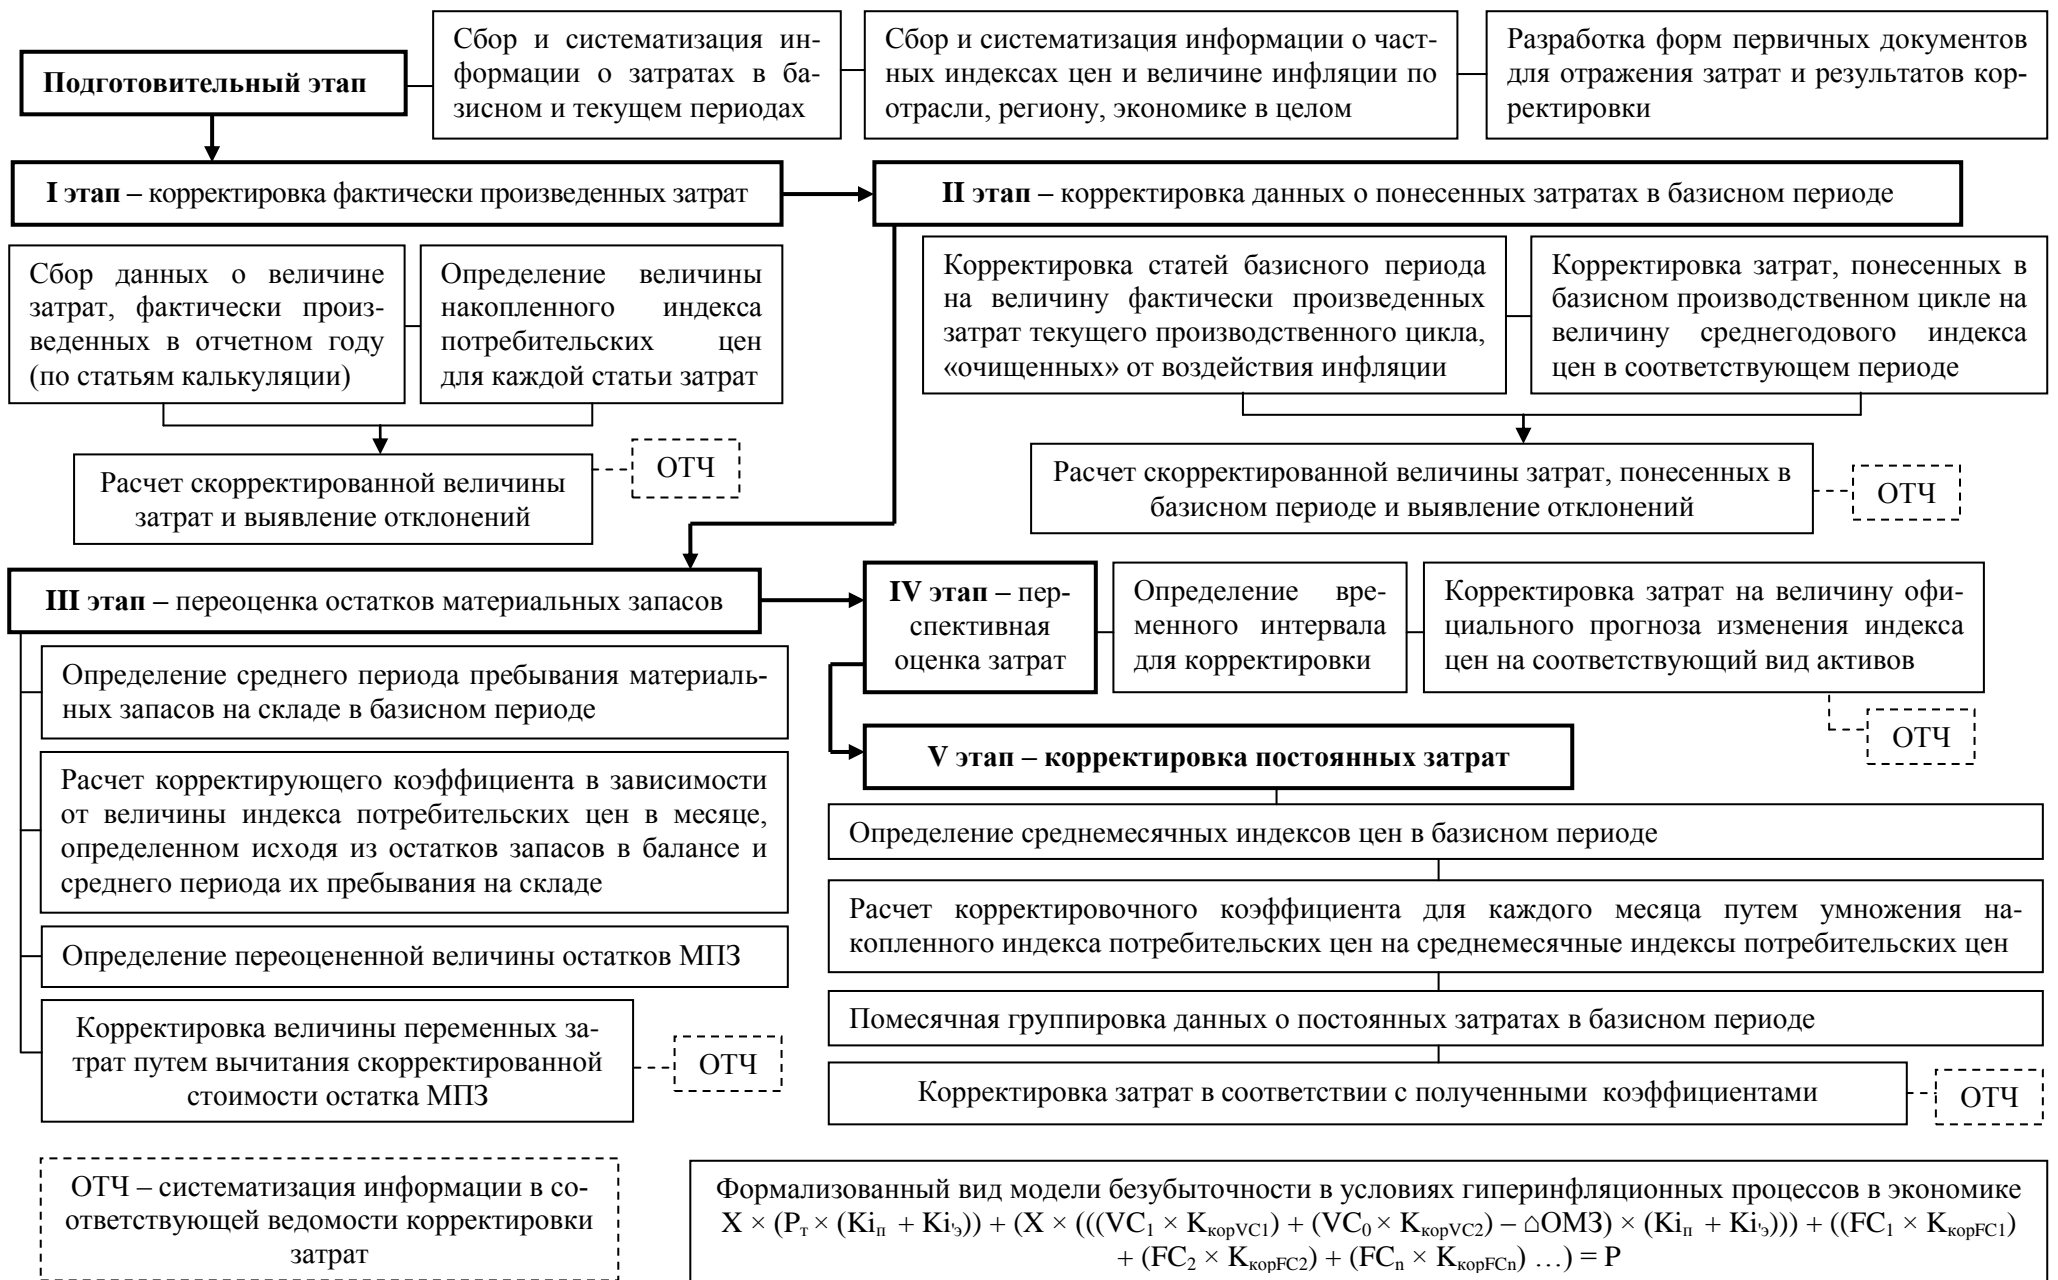 Подготовительный этап
Сбор и систематизация ин-
формации о затратах в ба-
зисном и текущем периодах
Сбор и систематизация информации о част-
ных индексах цен и величине инфляции по
отрасли, региону, экономике в целом
Разработка форм первичных документов
для отражения затрат и результатов кор-
ректировки
I этап – корректировка фактически произведенных затрат
II этап – корректировка данных о понесенных затратах в базисном периоде
Сбор данных о величине
затрат, фактически произ-
веденных в отчетном году
(по статьям калькуляции)
Определение величины
накопленного индекса
потребительских цен
для каждой статьи затрат
Расчет скорректированной величины
затрат и выявление отклонений
ОТЧ
Корректировка статей базисного периода
на величину фактически произведенных
затрат текущего производственного цикла,
«очищенных» от воздействия инфляции
Корректировка затрат, понесенных в
базисном производственном цикле на
величину среднегодового индекса
цен в соответствующем периоде
Расчет скорректированной величины затрат, понесенных в
базисном периоде и выявление отклонений
ОТЧ
III этап – переоценка остатков материальных запасов
Определение среднего периода пребывания материаль-
ных запасов на складе в базисном периоде
Расчет корректирующего коэффициента в зависимости
от величины индекса потребительских цен в месяце,
определенном исходя из остатков запасов в балансе и
среднего периода их пребывания на складе
Определение переоцененной величины остатков МПЗ
Корректировка величины переменных за-
трат путем вычитания скорректированной
стоимости остатка МПЗ
ОТЧ
IV этап – пер-
спективная
оценка затрат
Определение вре-
менного интервала
для корректировки
Корректировка затрат на величину офи-
циального прогноза изменения индекса
цен на соответствующий вид активов
ОТЧ
V этап – корректировка постоянных затрат
Определение среднемесячных индексов цен в базисном периоде
Расчет корректировочного коэффициента для каждого месяца путем умножения на-
копленного индекса потребительских цен на среднемесячные индексы потребительских цен
Помесячная группировка данных о постоянных затратах в базисном периоде
Корректировка затрат в соответствии с полученными коэффициентами
ОТЧ
ОТЧ – систематизация информации в со-
ответствующей ведомости корректировки
затрат
Формализованный вид модели безубыточности в условиях гиперинфляционных процессов в экономике
X × (Pт × (Kiп + Ki'э)) + (X × (((VC1 × KкорVC1) + (VC0 × KкорVC2) – ⌂ОМЗ) × (Kiп + Ki'э))) + ((FC1 × KкорFC1)
+ (FC2 × KкорFC2) + (FCn × KкорFCn) …) = P